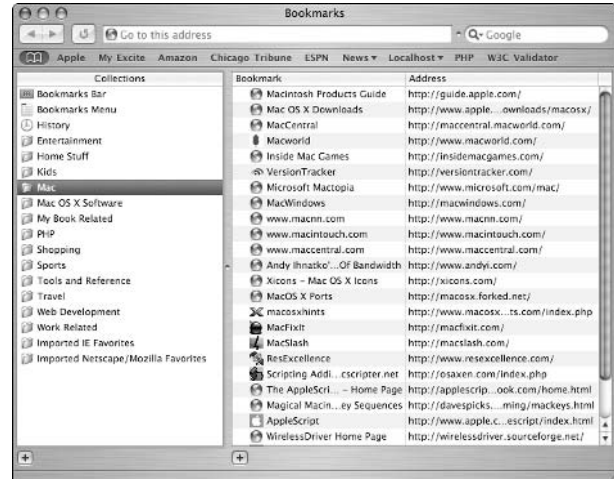 Bookmarks
Go to this address
Google
Apple My Excite Amazon Chicago Tribune ESPN News Localhost PHP W3C Validator
Collections
Bookmarks Bar
Bookmarks Menu
History
Entertainment
Home Stuff
Kids
Mac
Mac OS X Software
My Book Related
PHP
Shopping
Sports
Tools and Reference
Travel
Web Development
Work Related
Imported IE Favorites
Imported Netscape/Mozilla Favorites
Bookmark Address
Macintosh Products Guide http://guide.apple.com/
Mac OS X Downloads http://www.apple....ownloads/macosx/
MacCentral http://maccentral.macworld.com/
Macworld http://www.macworld.com/
Inside Mac Games http://insidemacgames.com/
VersionTracker http://versiontracker.com/
Microsoft Mactopia http://www.microsoft.com/mac/
MacWindows http://macwindows.com/
www.macnn.com http://www.macnn.com/
www.macintouch.com http://www.macintouch.com/
www.maccentral.com http://www.maccentral.com/
Andy Ihnatko'...Of Bandwidth http://www.andyi.com/
Xicons – Mac OS X Icons http://xicons.com/
MacOS X Ports http://macosx.forked.net/
macosxhints http://www.macosx...ts.com/index.php
MacFixIt http://macfixit.com/
MacSlash http://macslash.com/
ResExcellence http://www.resexcellence.com/
Scripting Addi...cscripter.net http://osaxen.com/index.php
The AppleScri... – Home Page http://applescrip...ook.com/home.html
Magical Macin...ey Sequences http://davespicks....ming/mackeys.html
AppleScript http://www.apple.c...escript/index.html
WirelessDriver Home Page http://wirelessdriver.sourceforge.net/